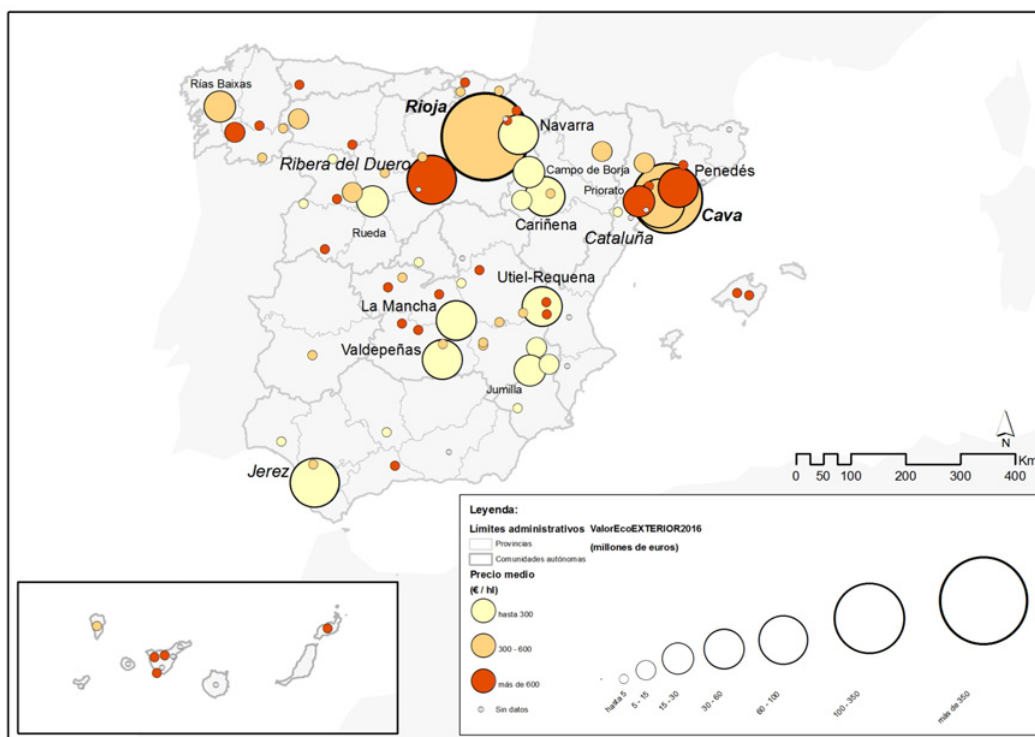 Rías Baixas
Rioja
Navarra
Ribera del Duero
Campo de Borja
Penedés
Priorato
Cariñena
Cava
Rueda
Cataluña
Utiel-Requena
La Mancha
Valdepeñas
Jumilla
Jerez
N
Km
0 50 100 200 300 400
Leyenda:
Límites administrativos ValorEcoEXTERIOR2016
Provincias
(millones de euros)
Comunidades autónomas
Precio medio
(€ / hl)
hasta 300
300 - 600
más de 600
Sin datos
hasta 5
5 - 15
15 - 30
30 - 60
60 - 100
100 - 350
más de 350